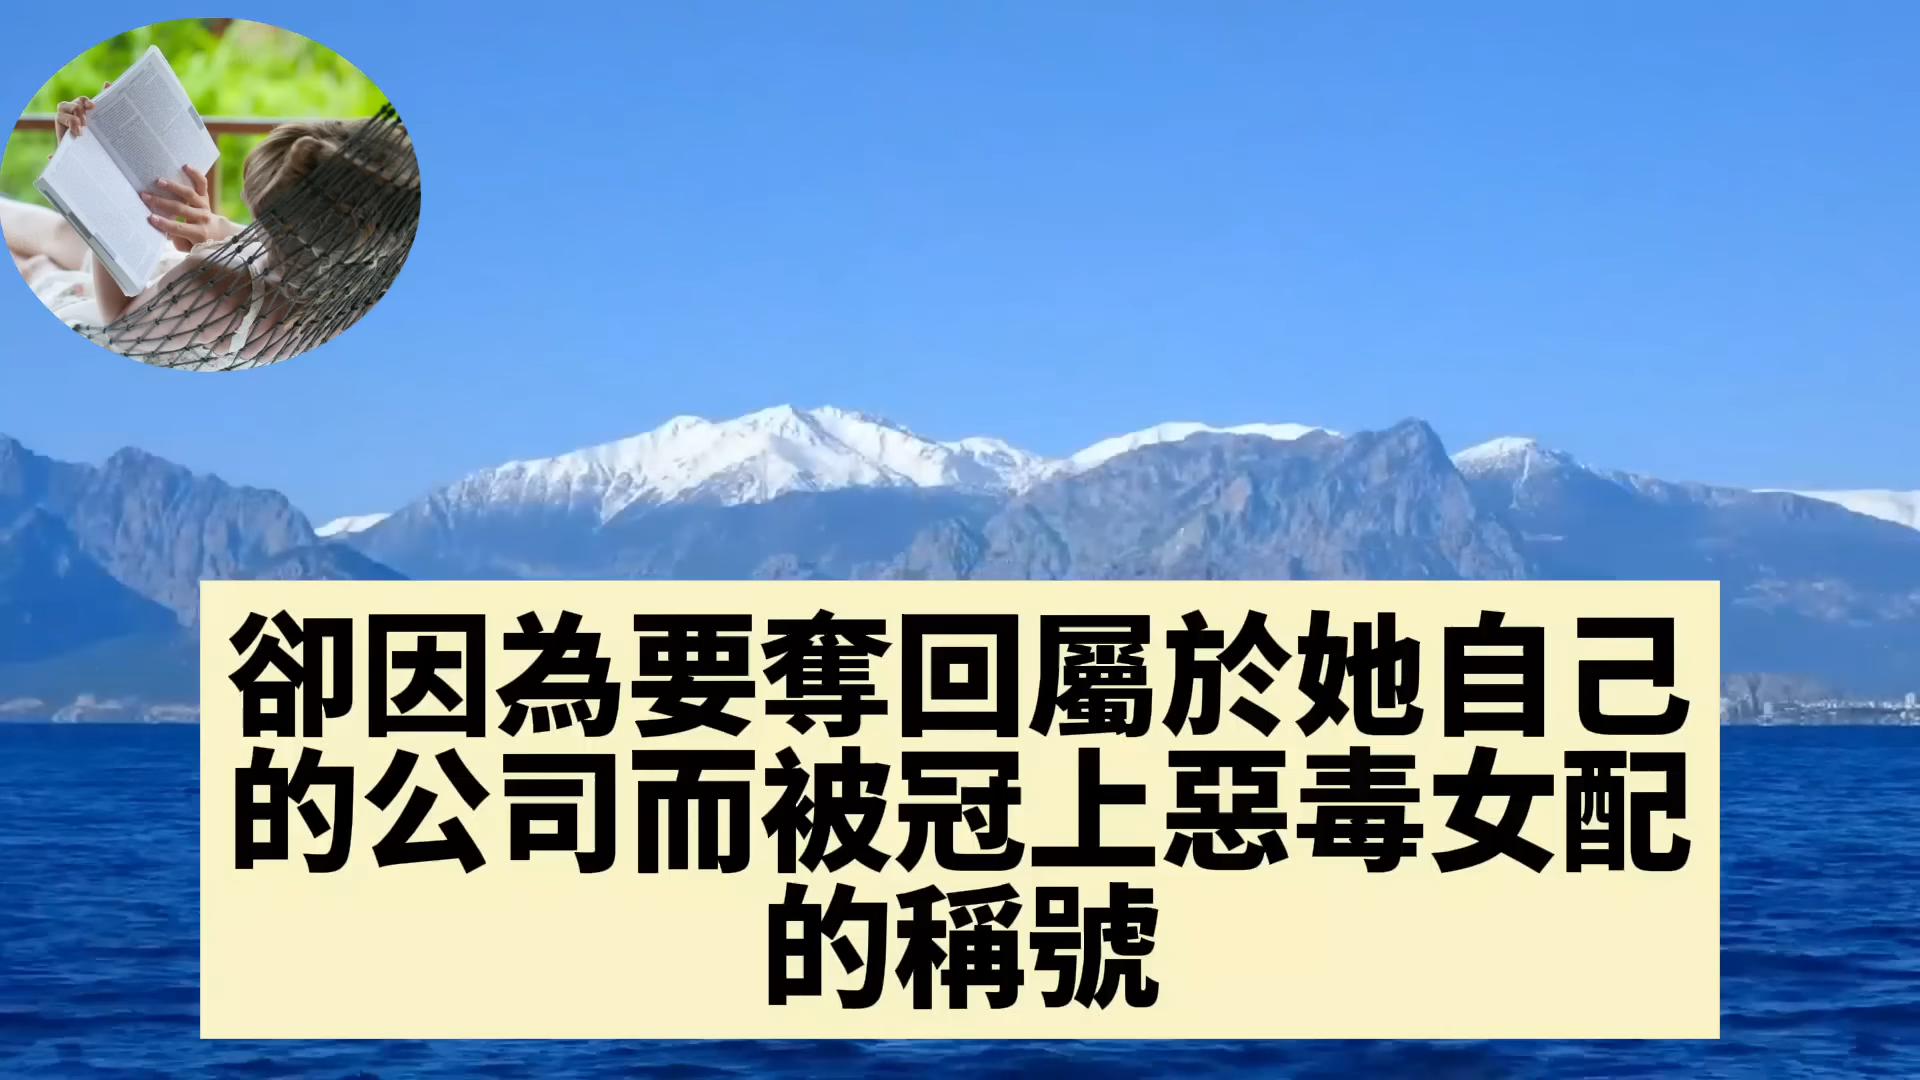 卻因為要奪回屬於她自己
的公司而被冠上惡毒女配
的稱號